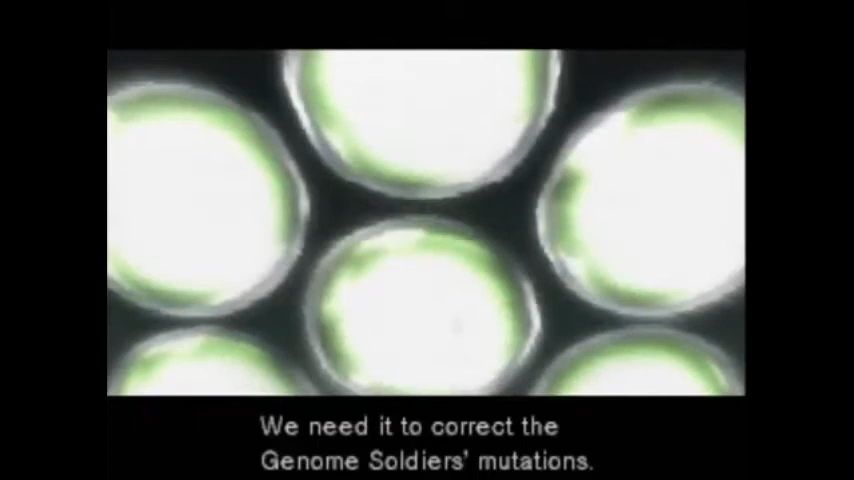 We need it to correct the
Genome Soldiers' mutations.